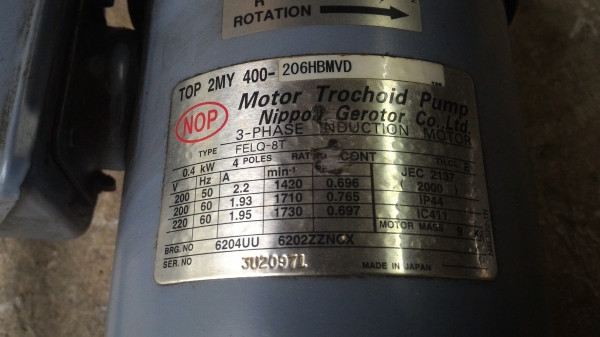 R
ROTATION
TOP 2MY 400-206HBMVD
NOP
Motor Trochoid Pump
Nippon Gerotor Co., Ltd.
3-PHASE INDUCTION MOTOR
TYPE FELQ-8T
0.4 kW 4 POLES CONT
V Hz A min-1 JEC 2137
200 50 2.2 1420 0.696 (2000)
200 60 1.93 1710 0.765 IP44
220 60 1.95 1730 0.697 IC411
MOTOR MASS 9
BRG. NO 6204UU 6202ZZNCX
SER. NO 3U20971 MADE IN JAPAN